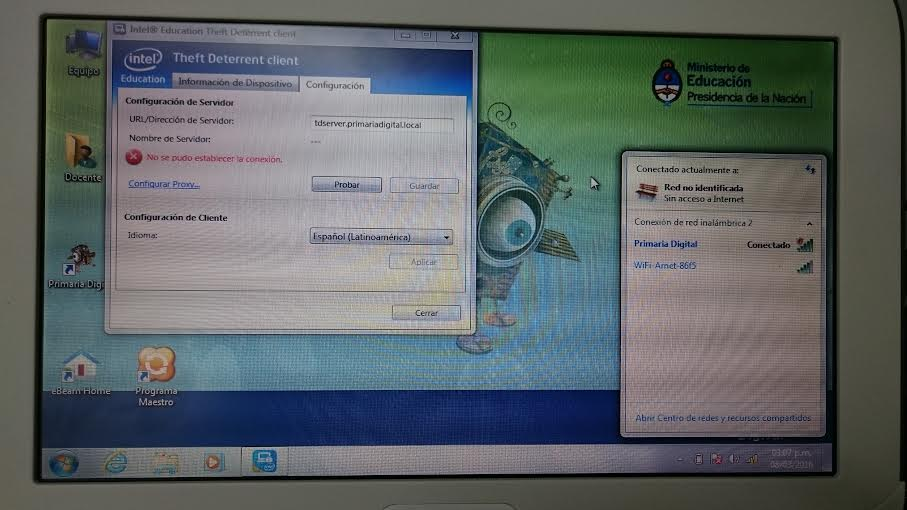 Intel® Education Theft Deterrent client
intel
Education
Theft Deterrent client
Información de Dispositivo
Configuración
Configuración de Servidor
URL/Dirección de Servidor:
tdserver.primariadigital.local
Nombre de Servidor:
---
No se pudo establecer la conexión.
Configurar Proxy...
Probar
Guardar
Configuración de Cliente
Idioma:
Español (Latinoamérica)
Aplicar
Cerrar
Equipo
Docente
Primaria Digi
eBeam Home
Programa
Maestro
Ministerio de
Educación
Presidencia de la Nación
Conectado actualmente a:
Red no identificada
Sin acceso a Internet
Conexión de red inalámbrica 2
Primaria Digital
Conectado
WiFi-Arnet-86f5
Abrir Centro de redes y recursos compartidos
03:07 p.m.
08/03/2016